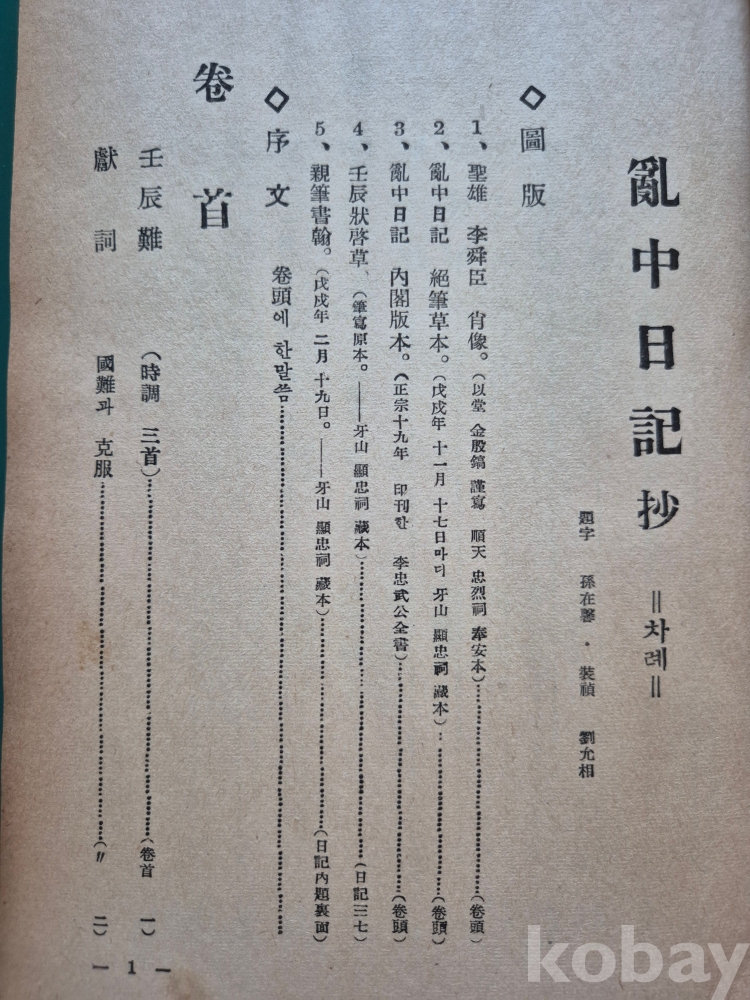 亂中日記抄 ＝차례＝
題字 孫在馨・裝禎 劉允相
◇圖版
1、聖雄 李舜臣 肖像。(以堂 金殷鎬 謹寫 順天 忠烈祠 奉安本)………(卷頭)
2、亂中日記 絕筆草本。(戊戌年 十一月 十七日마디 牙山 顯忠祠 藏本)………(卷頭)
3、亂中日記 內閣版本。(正宗十九年 印刊한 李忠武公全書)………(卷頭)
4、壬辰狀啓草、(筆寫原本。——牙山 顯忠祠 藏本)………(日記三七)
5、親筆書翰。(戊戌年 二月 十九日。——牙山 顯忠祠 藏本)………(日記內題裏面)
◇序文 卷頭에 한말씀………
卷首
壬辰難 (時調 三首)………(卷首 一)
獻詞 國難과 克服………(〃 二)
— 1 —
kobay